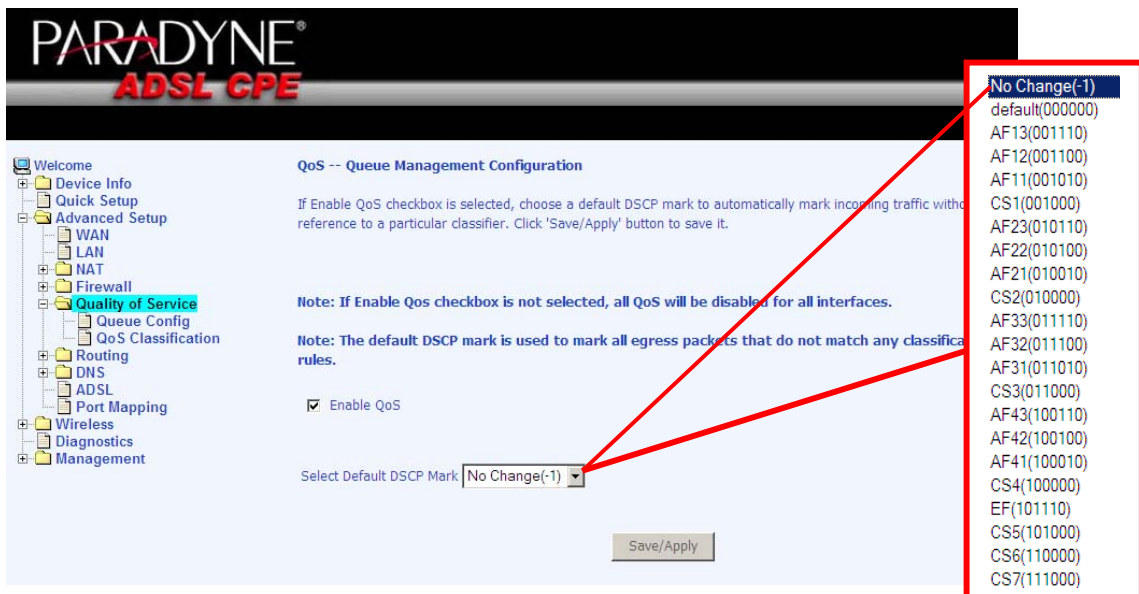 PARADYNE®
ADSL CPE
Welcome
Device Info
Quick Setup
Advanced Setup
WAN
LAN
NAT
Firewall
Quality of Service
Queue Config
QoS Classification
Routing
DNS
ADSL
Port Mapping
Wireless
Diagnostics
Management
QoS -- Queue Management Configuration
If Enable QoS checkbox is selected, choose a default DSCP mark to automatically mark incoming traffic witho
reference to a particular classifier. Click 'Save/Apply' button to save it.
Note: If Enable Qos checkbox is not selected, all QoS will be disabled for all interfaces.
Note: The default DSCP mark is used to mark all egress packets that do not match any classifica
rules.
Enable QoS
Select Default DSCP Mark No Change(-1)
Save/Apply
No Change(-1)
default(000000)
AF13(001110)
AF12(001100)
AF11(001010)
CS1(001000)
AF23(010110)
AF22(010100)
AF21(010010)
CS2(010000)
AF33(011110)
AF32(011100)
AF31(011010)
CS3(011000)
AF43(100110)
AF42(100100)
AF41(100010)
CS4(100000)
EF(101110)
CS5(101000)
CS6(110000)
CS7(111000)